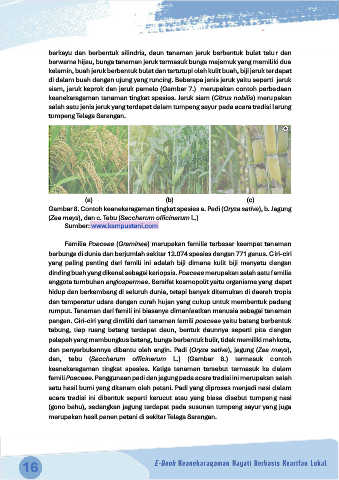 berkayu dan berbentuk silindris, daun tanaman jeruk berbentuk bulat telur dan
berwarna hijau, bunga tanaman jeruk termasuk bunga majemuk yang memiliki dua
kelamin, buah jeruk berbentuk bulat dan tertutupi oleh kulit buah, biji jeruk terdapat
di dalam buah dengan ujung yang runcing. Beberapa jenis jeruk yaitu seperti jeruk
siam, jeruk keprok dan jeruk pamelo (Gambar 7.) merupakan contoh perbedaan
keanekaragaman tanaman tingkat spesies. Jeruk siam (Citrus nobilis) merupakan
salah satu jenis jeruk yang terdapat dalam tumpeng sayur pada acara tradisi larung
tumpeng Telaga Sarangan.
(a) (b) (c)
Gambar 8. Contoh keanekaragaman tingkat spesies a. Padi (Oryza sative), b. Jagung
(Zea mays), dan c. Tebu (Saccharum officinarum L.)
Sumber: www.kampustani.com
Familia Poaceae (Graminee) merupakan familia terbesar keempat tanaman
berbunga di dunia dan berjumlah sekitar 12.074 spesies dengan 771 genus. Ciri-ciri
yang paling penting dari famili ini adalah biji dimana kulit biji menyatu dengan
dinding buah yang dikenal sebagai kariopsis. Poaceae merupakan salah satu familia
anggota tumbuhan angiospermae. Bersifat kosmopolit yaitu organisme yang dapat
hidup dan berkembang di seluruh dunia, tetapi banyak ditemukan di daerah tropis
dan temperatur udara dengan curah hujan yang cukup untuk membentuk padang
rumput. Tanaman dari famili ini biasanya dimanfaatkan manusia sebagai tanaman
pangan. Ciri-ciri yang dimiliki dari tanaman famili poaceae yaitu batang berbentuk
tabung, tiap ruang batang terdapat daun, bentuk daunnya seperti pita dengan
pelepah yang membungkus batang, bunga berbentuk bulir, tidak memiliki mahkota,
dan penyerbukannya dibantu oleh angin. Padi (Oryza sative), jagung (Zea mays),
dan, tebu (Saccharum officinarum L.) (Gambar 8.) termasuk contoh
keanekaragaman tingkat spesies. Ketiga tanaman tersebut termasuk ke dalam
famili Poaceae. Penggunaan padi dan jagung pada acara tradisi ini merupakan salah
satu hasil bumi yang ditanam oleh petani. Padi yang diproses menjadi nasi dalam
acara tradisi ini dibentuk seperti kerucut atau yang biasa disebut tumpeng nasi
(gono bahu), sedangkan jagung terdapat pada susunan tumpeng sayur yang juga
merupakan hasil panen petani di sekitar Telaga Sarangan.
16
E-Book Keanekaragaman Hayati Berbasis Kearifan Lokal